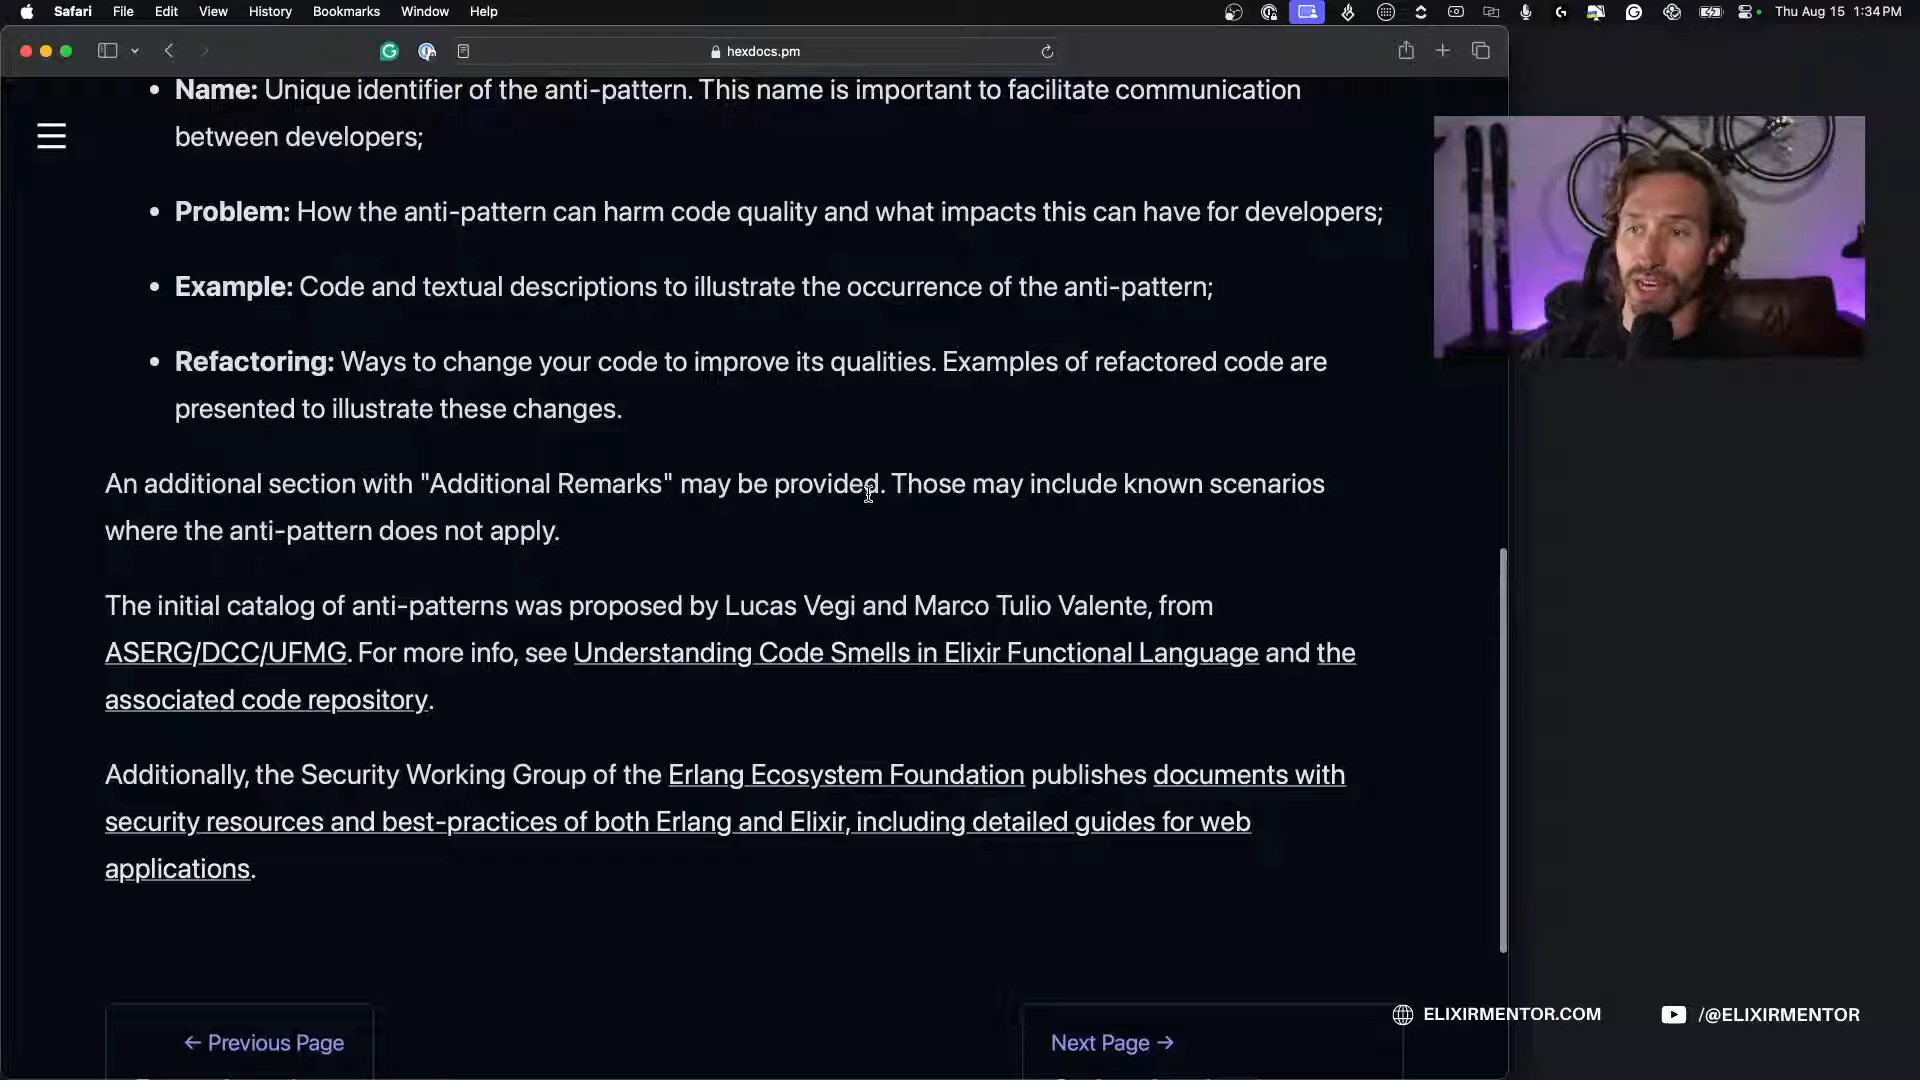 Safari File Edit View History Bookmarks Window Help Thu Aug 15 1:34 PM
hexdocs.pm
• Name: Unique identifier of the anti-pattern. This name is important to facilitate communication
between developers;
• Problem: How the anti-pattern can harm code quality and what impacts this can have for developers;
• Example: Code and textual descriptions to illustrate the occurrence of the anti-pattern;
• Refactoring: Ways to change your code to improve its qualities. Examples of refactored code are
presented to illustrate these changes.
An additional section with "Additional Remarks" may be provided. Those may include known scenarios
where the anti-pattern does not apply.
The initial catalog of anti-patterns was proposed by Lucas Vegi and Marco Tulio Valente, from
ASERG/DCC/UFMG. For more info, see Understanding Code Smells in Elixir Functional Language and the
associated code repository.
Additionally, the Security Working Group of the Erlang Ecosystem Foundation publishes documents with
security resources and best-practices of both Erlang and Elixir, including detailed guides for web
applications.
ELIXIRMENTOR.COM /@ELIXIRMENTOR
← Previous Page Next Page →